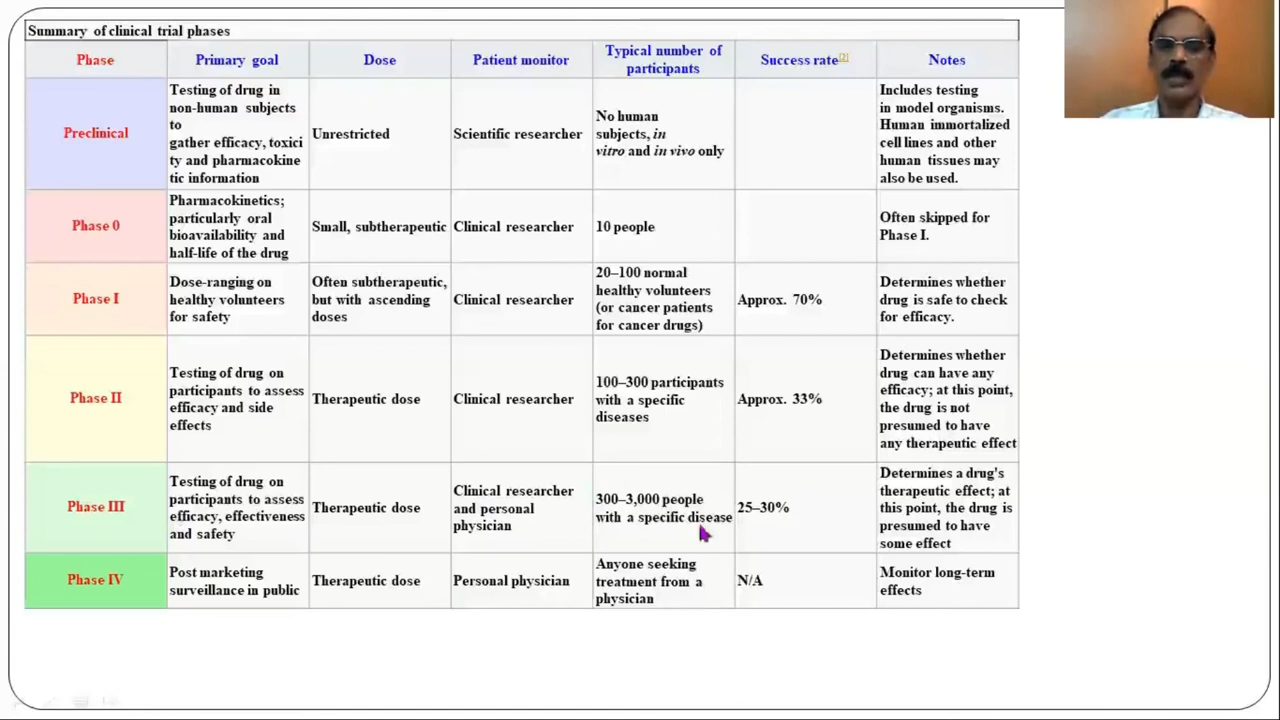 Summary of clinical trial phases
Phase
Primary goal
Dose
Patient monitor
Typical number of
participants
Success rate[2]
Notes
Preclinical
Testing of drug in
non-human subjects
to
gather efficacy, toxici
ty and pharmacokine
tic information
Unrestricted
Scientific researcher
No human
subjects, in
vitro and in vivo only
Includes testing
in model organisms.
Human immortalized
cell lines and other
human tissues may
also be used.
Phase 0
Pharmacokinetics;
particularly oral
bioavailability and
half-life of the drug
Small, subtherapeutic
Clinical researcher
10 people
Often skipped for
Phase I.
Phase I
Dose-ranging on
healthy volunteers
for safety
Often subtherapeutic,
but with ascending
doses
Clinical researcher
20–100 normal
healthy volunteers
(or cancer patients
for cancer drugs)
Approx. 70%
Determines whether
drug is safe to check
for efficacy.
Phase II
Testing of drug on
participants to assess
efficacy and side
effects
Therapeutic dose
Clinical researcher
100–300 participants
with a specific
diseases
Approx. 33%
Determines whether
drug can have any
efficacy; at this point,
the drug is not
presumed to have
any therapeutic effect
Phase III
Testing of drug on
participants to assess
efficacy, effectiveness
and safety
Therapeutic dose
Clinical researcher
and personal
physician
300–3,000 people
with a specific disease
25–30%
Determines a drug's
therapeutic effect; at
this point, the drug is
presumed to have
some effect
Phase IV
Post marketing
surveillance in public
Therapeutic dose
Personal physician
Anyone seeking
treatment from a
physician
N/A
Monitor long-term
effects